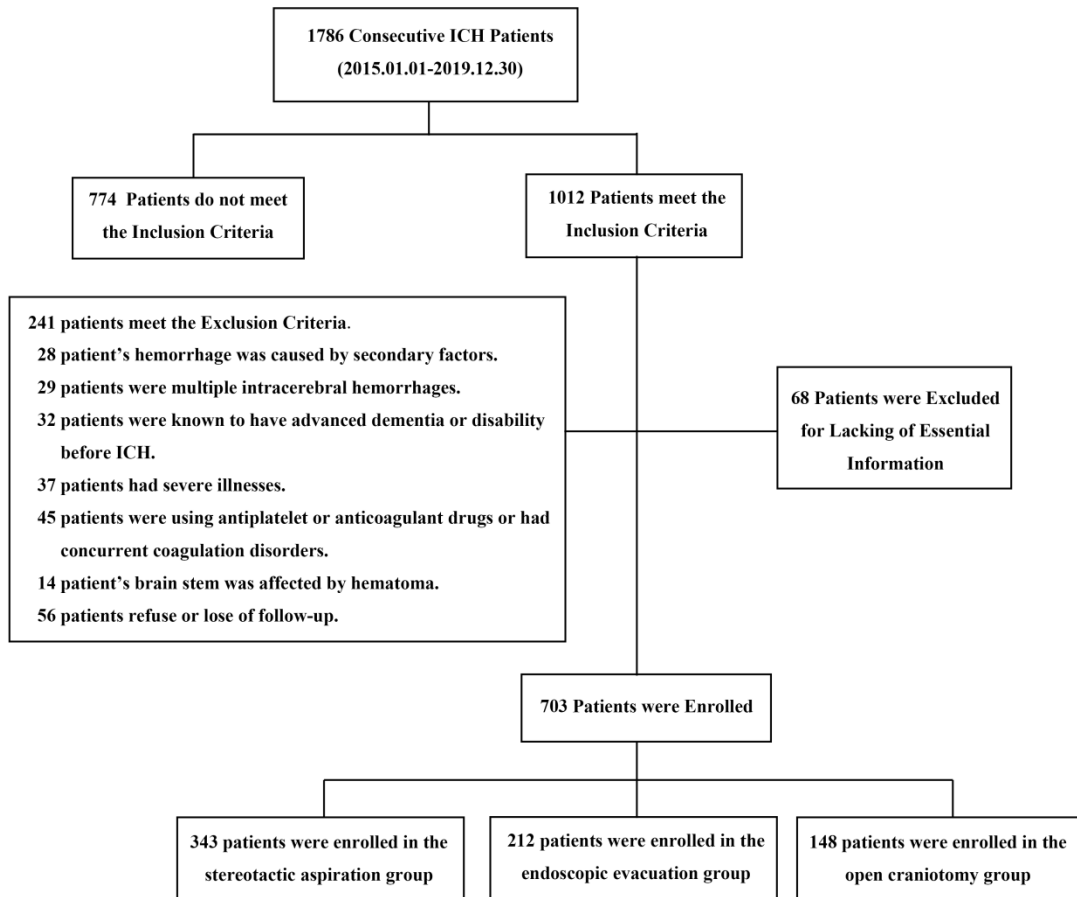 1786 Consecutive ICH Patients
(2015.01.01-2019.12.30)
774 Patients do not meet
the Inclusion Criteria
1012 Patients meet the
Inclusion Criteria
241 patients meet the Exclusion Criteria.
28 patient's hemorrhage was caused by secondary factors.
29 patients were multiple intracerebral hemorrhages.
32 patients were known to have advanced dementia or disability
before ICH.
37 patients had severe illnesses.
45 patients were using antiplatelet or anticoagulant drugs or had
concurrent coagulation disorders.
14 patient's brain stem was affected by hematoma.
56 patients refuse or lose of follow-up.
68 Patients were Excluded
for Lacking of Essential
Information
703 Patients were Enrolled
343 patients were enrolled in the
stereotactic aspiration group
212 patients were enrolled in the
endoscopic evacuation group
148 patients were enrolled in the
open craniotomy group